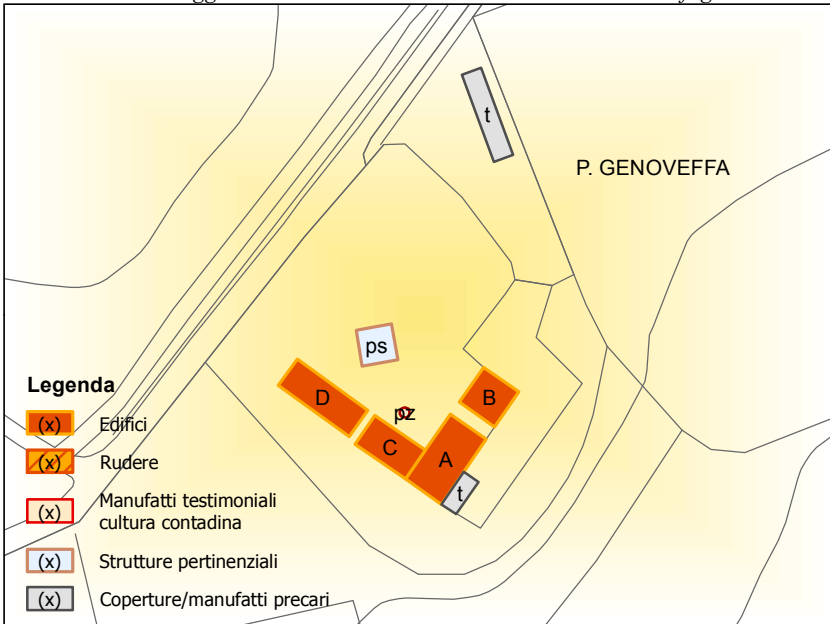 t
P. GENOVEFFA
ps
D
pz
B
C
A
t
Legenda
(x) Edifici
(x) Rudere
(x) Manufatti testimoniali
cultura contadina
(x) Strutture pertinenziali
(x) Coperture/manufatti precari